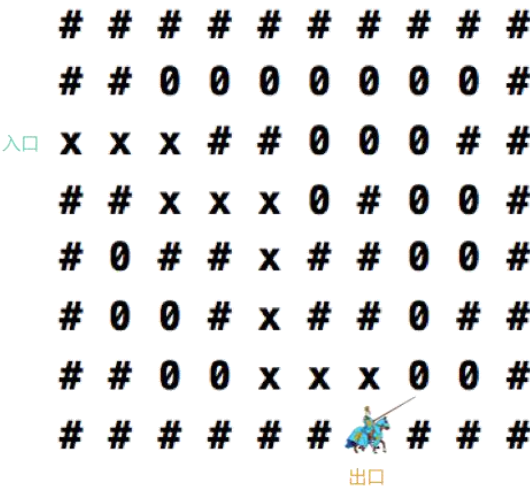 # # # # # # # # # #
# # 0 0 0 0 0 0 0 #
入口 x x x # # 0 0 0 # #
# # x x x 0 # 0 0 #
# 0 # # x # # 0 0 #
# 0 0 # x # # 0 # #
# # 0 0 x x x 0 0 #
# # # # # # # # #
出口